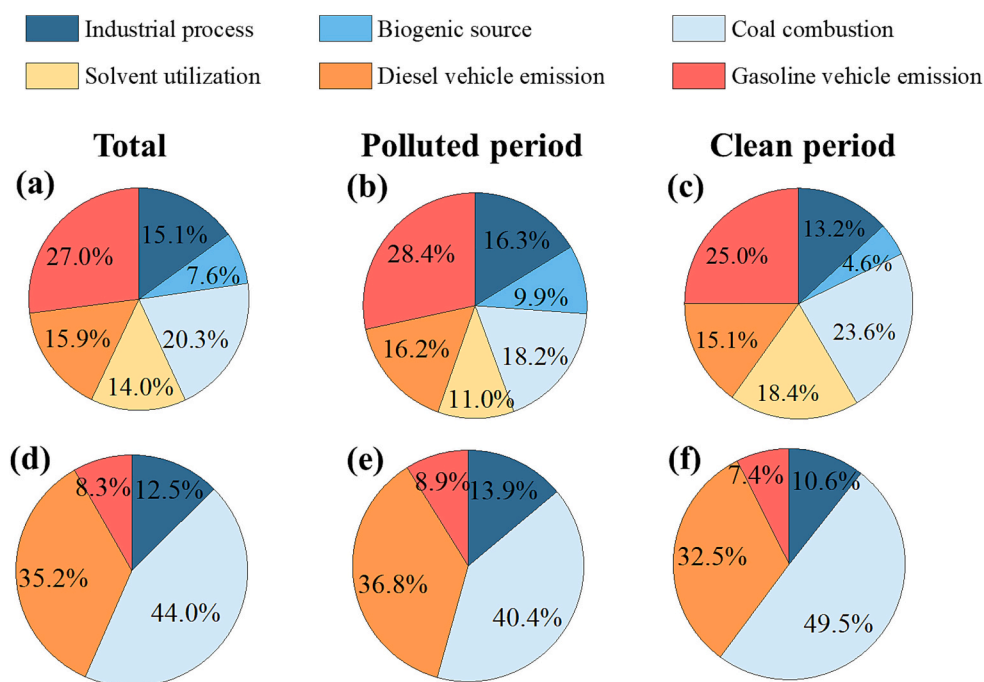 Industrial process
Biogenic source
Coal combustion
Solvent utilization
Diesel vehicle emission
Gasoline vehicle emission
Total
Polluted period
Clean period
(a)
27.0%
15.1%
7.6%
15.9%
20.3%
14.0%
(b)
28.4%
16.3%
9.9%
16.2%
18.2%
11.0%
(c)
25.0%
13.2%
4.6%
15.1%
23.6%
18.4%
(d)
8.3%
12.5%
35.2%
44.0%
(e)
8.9%
13.9%
36.8%
40.4%
(f)
7.4%
10.6%
32.5%
49.5%